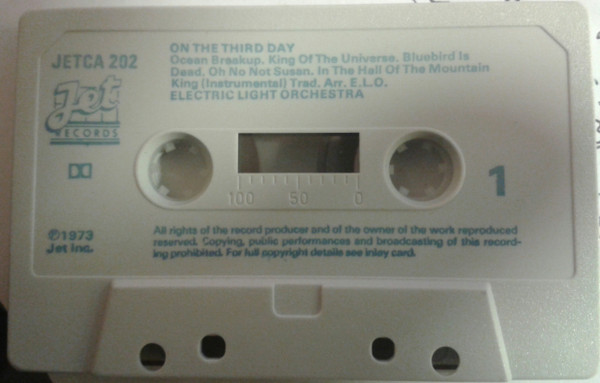 JETCA 202
ON THE THIRD DAY
Ocean Breakup. King Of The Universe. Bluebird Is
Dead. Oh No Not Susan. In The Hall Of The Mountain
King (Instrumental) Trad. Arr. E.L.O.
ELECTRIC LIGHT ORCHESTRA
Jet
RECORDS
100 50 0
1
℗1973
Jet Inc.
All rights of the record producer and of the owner of the work reproduced
reserved. Copying, public performances and broadcasting of this record-
ing prohibited. For full copyright details see inlay card.